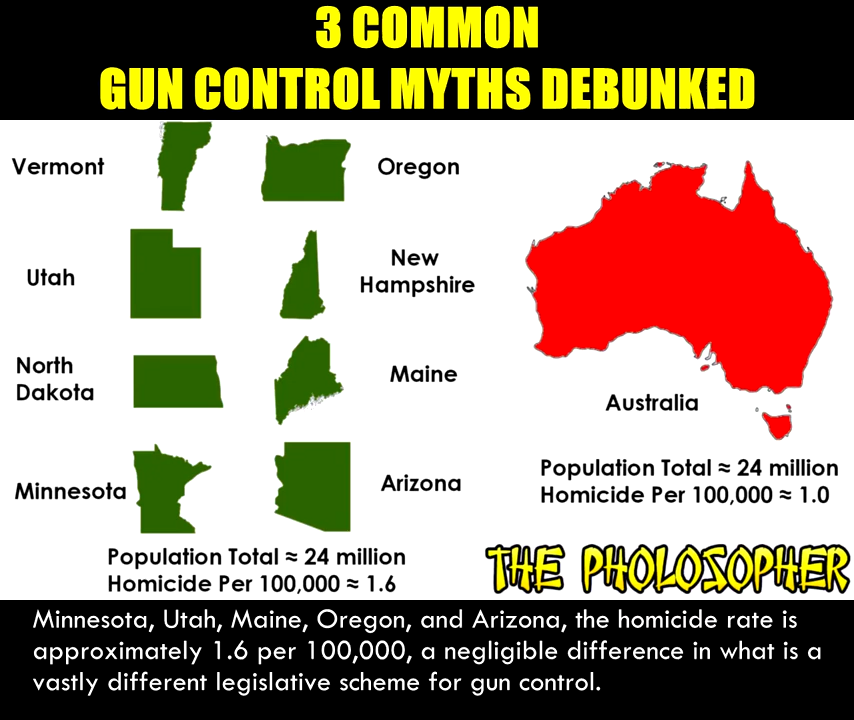 3 COMMON
GUN CONTROL MYTHS DEBUNKED
Vermont
Oregon
Utah
New
Hampshire
North
Dakota
Maine
Minnesota
Arizona
Population Total ≈ 24 million
Homicide Per 100,000 ≈ 1.6
Australia
Population Total ≈ 24 million
Homicide Per 100,000 ≈ 1.0
THE PHOLOSOPHER
Minnesota, Utah, Maine, Oregon, and Arizona, the homicide rate is
approximately 1.6 per 100,000, a negligible difference in what is a
vastly different legislative scheme for gun control.